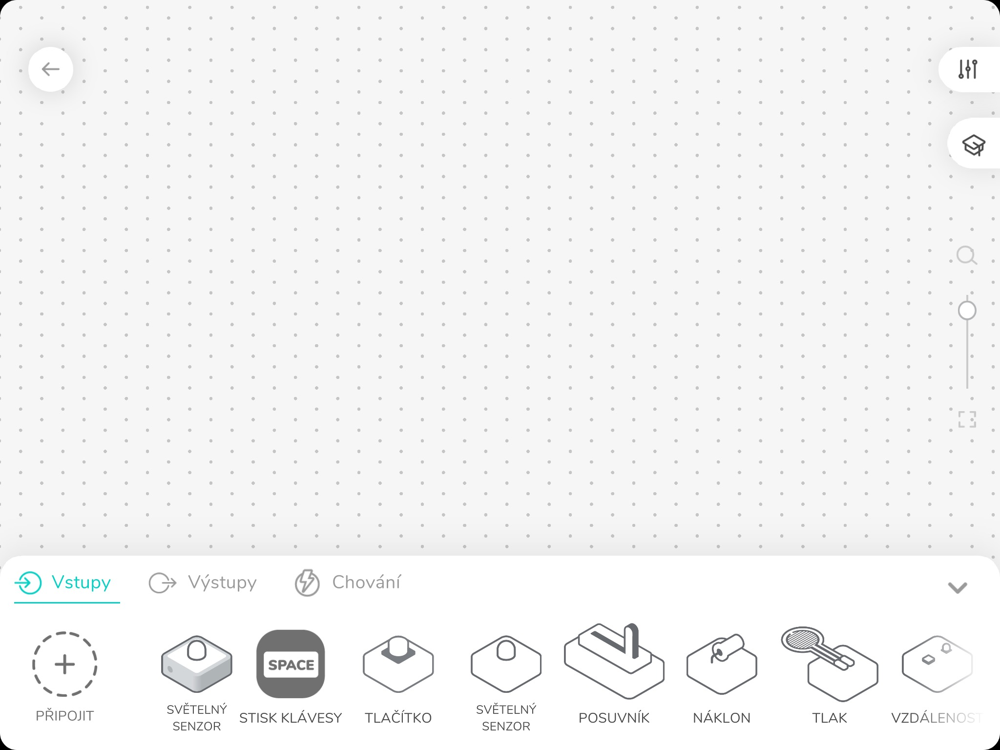 Vstupy
Výstupy
Chování
PŘIPOJIT
SVĚTELNÝ
SENZOR
SPACE
STISK KLÁVESY
TLAČÍTKO
SVĚTELNÝ
SENZOR
POSUVNÍK
NÁKLON
TLAK
VZDÁLENOST